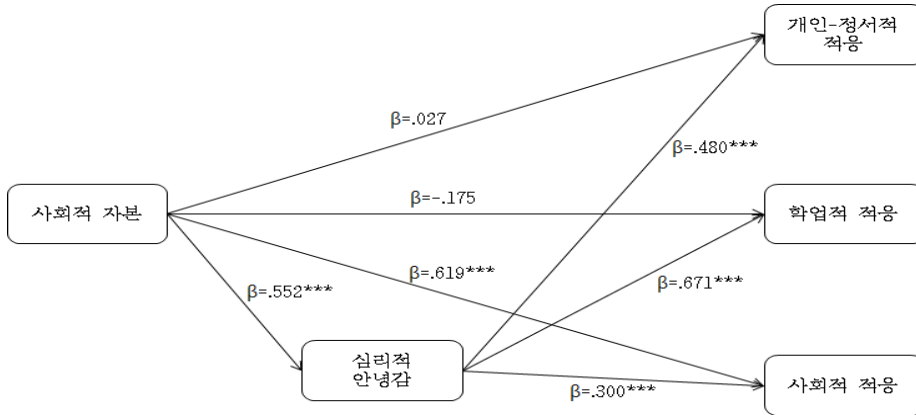 개인-정서적
적응
β=.027
β=.480***
사회적 자본
β=-.175
학업적 적응
β=.619***
β=.671***
β=.552***
심리적
안녕감
β=.300***
사회적 적응